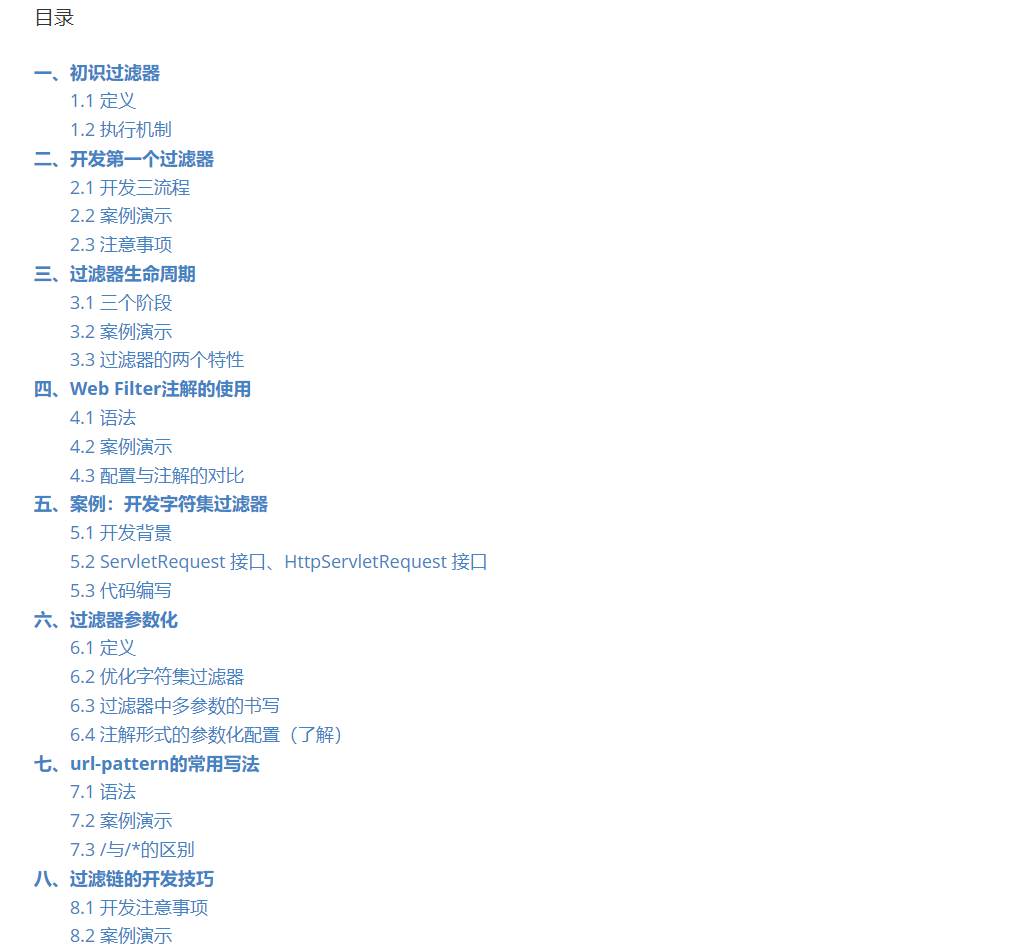 目录
一、初识过滤器
1.1 定义
1.2 执行机制
二、开发第一个过滤器
2.1 开发三流程
2.2 案例演示
2.3 注意事项
三、过滤器生命周期
3.1 三个阶段
3.2 案例演示
3.3 过滤器的两个特性
四、Web Filter注解的使用
4.1 语法
4.2 案例演示
4.3 配置与注解的对比
五、案例：开发字符集过滤器
5.1 开发背景
5.2 ServletRequest 接口、HttpServletRequest 接口
5.3 代码编写
六、过滤器参数化
6.1 定义
6.2 优化字符集过滤器
6.3 过滤器中多参数的书写
6.4 注解形式的参数化配置（了解）
七、url-pattern的常用写法
7.1 语法
7.2 案例演示
7.3 /与/*的区别
八、过滤链的开发技巧
8.1 开发注意事项
8.2 案例演示